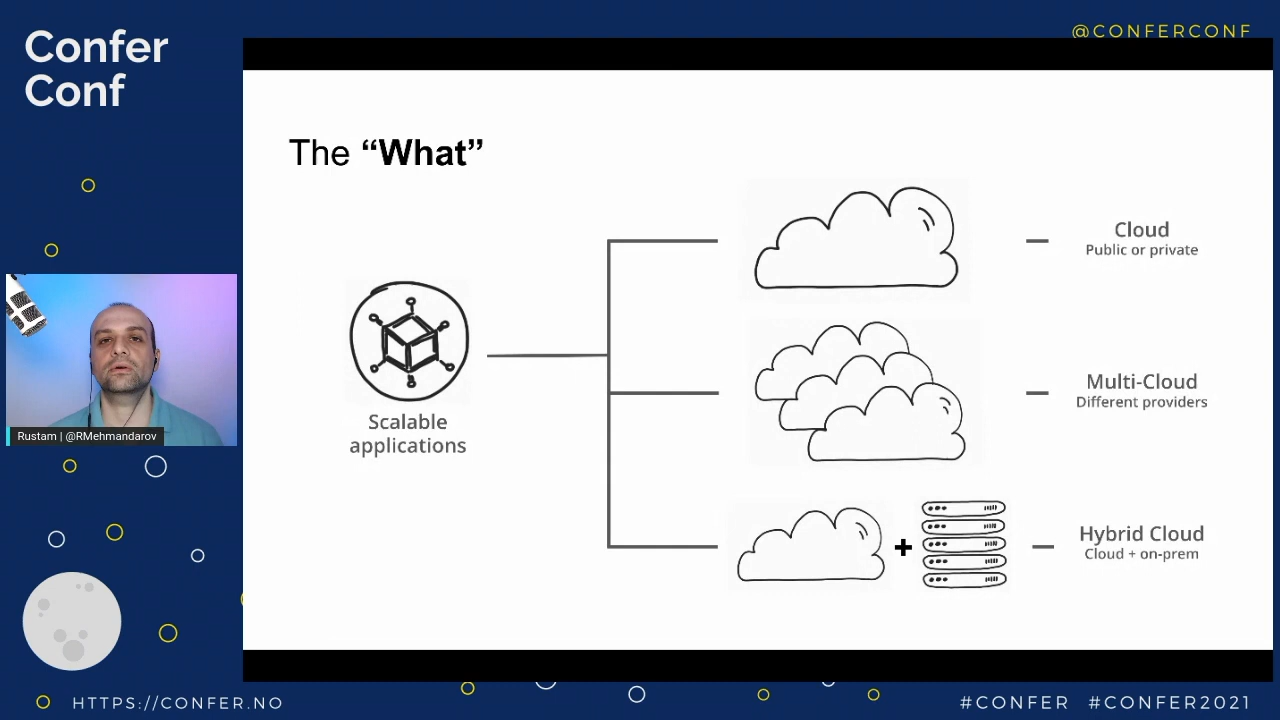 Confer
Conf
@CONFERCONF
The “What”
Cloud
Public or private
Scalable
applications
Multi-Cloud
Different providers
Hybrid Cloud
Cloud + on-prem
+
Rustam | @RMehmandarov
HTTPS://CONFER.NO
#CONFER #CONFER2021